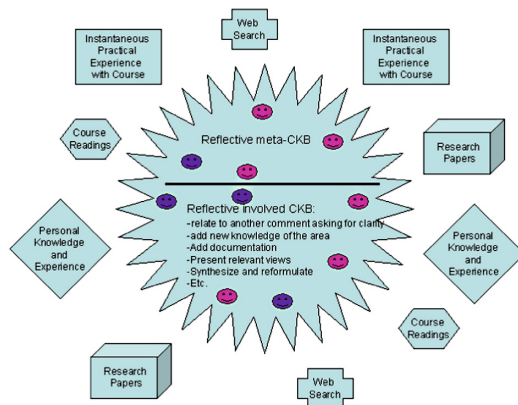 Web
Search
Instantaneous
Practical
Experience
with Course
Instantaneous
Practical
Experience
with Course
Course
Readings
Reflective meta-CKB
Research
Papers
Personal
Knowledge
and
Experience
Reflective involved CKB:
-relate to another comment asking for clarity
-add new knowledge of the area
-Add documentation
-Present relevant views
-Synthesize and reformulate
-Etc.
Personal
Knowledge
and
Experience
Course
Readings
Research
Papers
Web
Search